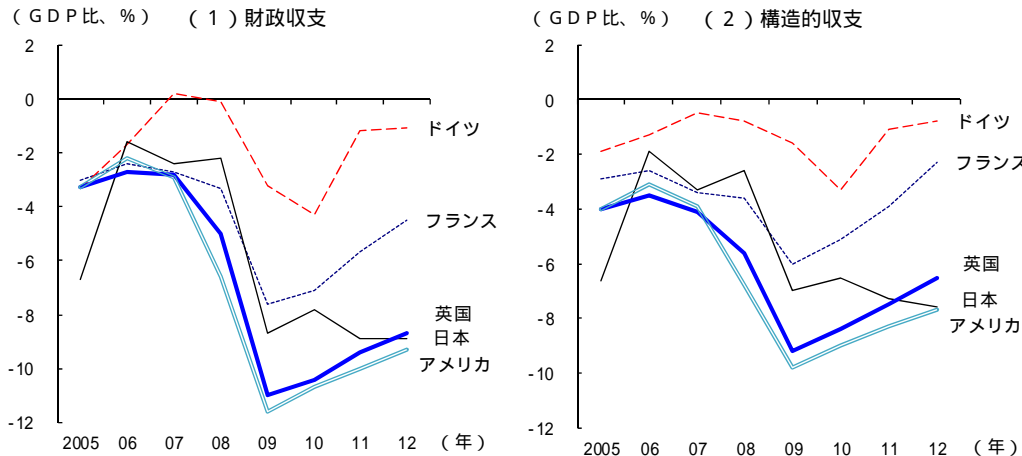 （ＧＤＰ比、％）　（１）財政収支
2
0
-2
-4
-6
-8
-10
-12
ドイツ
フランス
英国
日本
アメリカ
2005 06 07 08 09 10 11 12 （年）
（ＧＤＰ比、％）　（２）構造的収支
2
0
-2
-4
-6
-8
-10
-12
ドイツ
フランス
英国
日本
アメリカ
2005 06 07 08 09 10 11 12 （年）